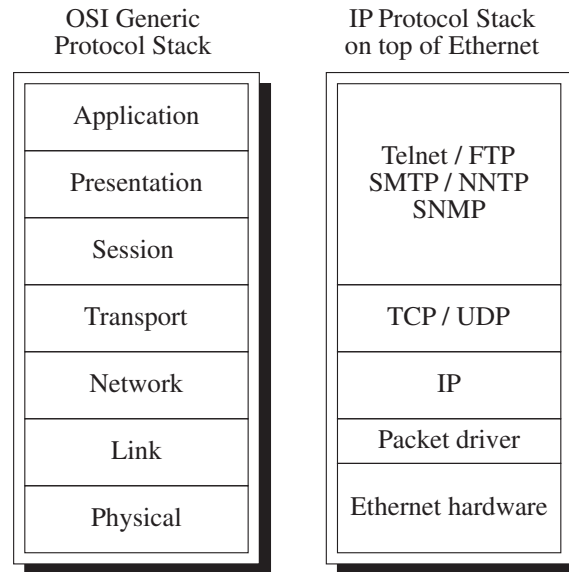 OSI Generic
Protocol Stack
Application
Presentation
Session
Transport
Network
Link
Physical
IP Protocol Stack
on top of Ethernet
Telnet / FTP
SMTP / NNTP
SNMP
TCP / UDP
IP
Packet driver
Ethernet hardware